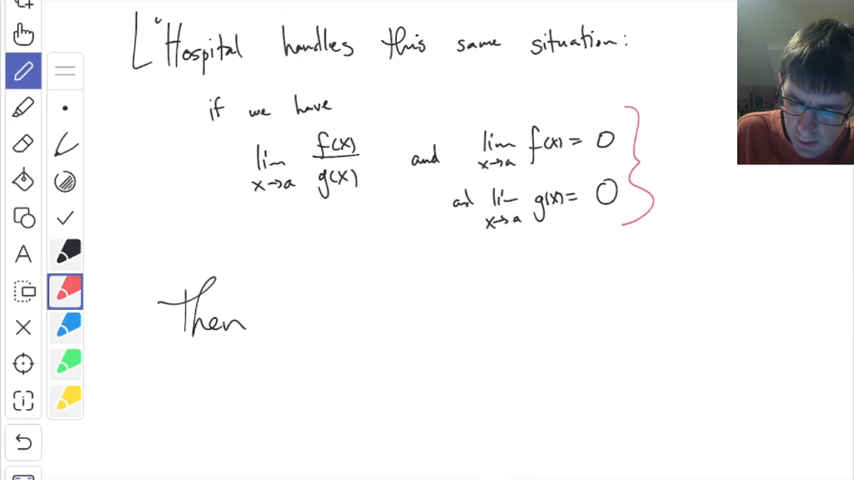 L'Hospital handles this same situation:
if we have
lim x→a f(x)/g(x) and lim x→a f(x) = 0
and lim x→a g(x) = 0
Then